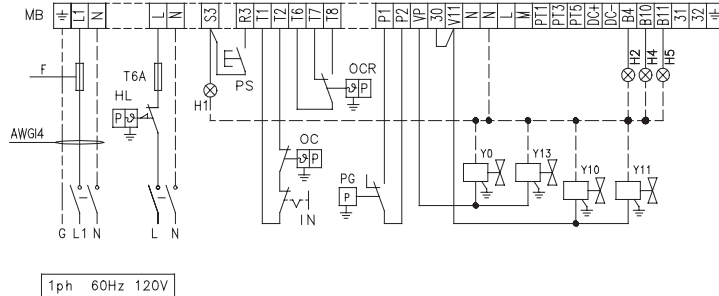 MB ⏚ L1 N L N S3 R3 T1 T2 T6 T7 T8 P1 P2 VP 30 V11 N N L M PT1 PT3 PT5 DC+ DC- B4 B10 B11 31 32 ⏚
F
T6A
HL
P ϑ
AWG14
H1
PS
OCR
ϑ P
H2
H4
H5
OC
ϑ P
IN
PG
P
Y0
Y13
Y10
Y11
G L1 N
L N
1ph 60Hz 120V